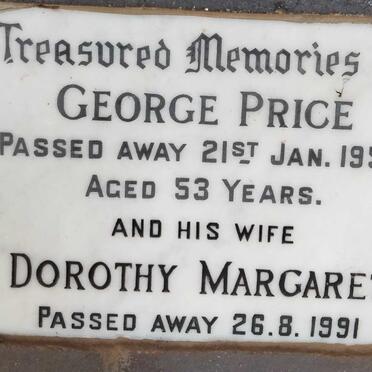 Treasured Memories
GEORGE PRICE
PASSED AWAY 21ST JAN. 195
AGED 53 YEARS.
AND HIS WIFE
DOROTHY MARGARE
PASSED AWAY 26.8.1991